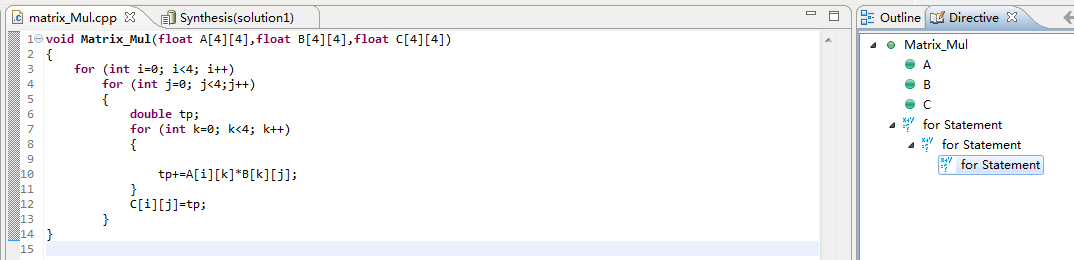 matrix_Mul.cpp Synthesis(solution1)
1 void Matrix_Mul(float A[4][4],float B[4][4],float C[4][4])
2 {
3     for (int i=0; i<4; i++)
4         for (int j=0; j<4;j++)
5         {
6             double tp;
7             for (int k=0; k<4; k++)
8             {
9
10                 tp+=A[i][k]*B[k][j];
11             }
12             C[i][j]=tp;
13         }
14 }
15
Outline Directive
Matrix_Mul
A
B
C
for Statement
for Statement
for Statement